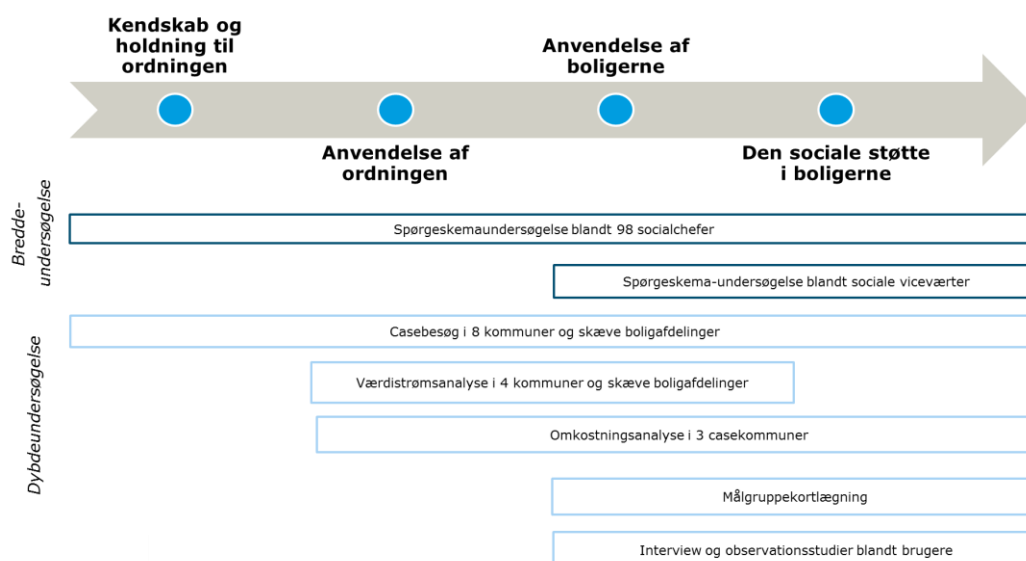 Kendskab og
holdning til
ordningen
Anvendelse af
boligerne
Anvendelse af
ordningen
Den sociale støtte
i boligerne
Bredde-
undersøgelse
Spørgeskemaundersøgelse blandt 98 socialchefer
Spørgeskema-undersøgelse blandt sociale viceværter
Dybdeundersøgelse
Casebesøg i 8 kommuner og skæve boligafdelinger
Værdistrømsanalyse i 4 kommuner og skæve boligafdelinger
Omkostningsanalyse i 3 casekommuner
Målgruppekortlægning
Interview og observationsstudier blandt brugere